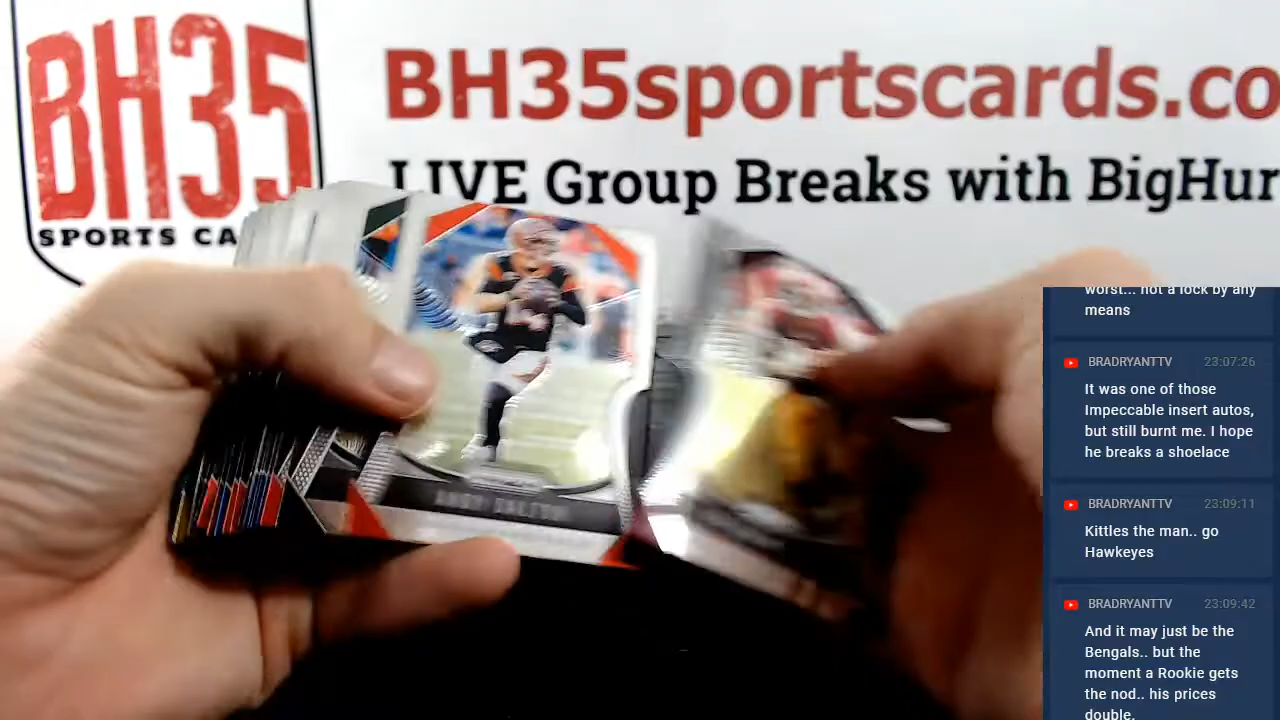 BH35
SPORTS CA
BH35sportscards.co
LIVE Group Breaks with BigHur
ANDY DALTON
worst... not a lock by any
means
BRADRYANTTV 23:07:26
It was one of those
Impeccable insert autos,
but still burnt me. I hope
he breaks a shoelace
BRADRYANTTV 23:09:11
Kittles the man.. go
Hawkeyes
BRADRYANTTV 23:09:42
And it may just be the
Bengals.. but the
moment a Rookie gets
the nod.. his prices
double.